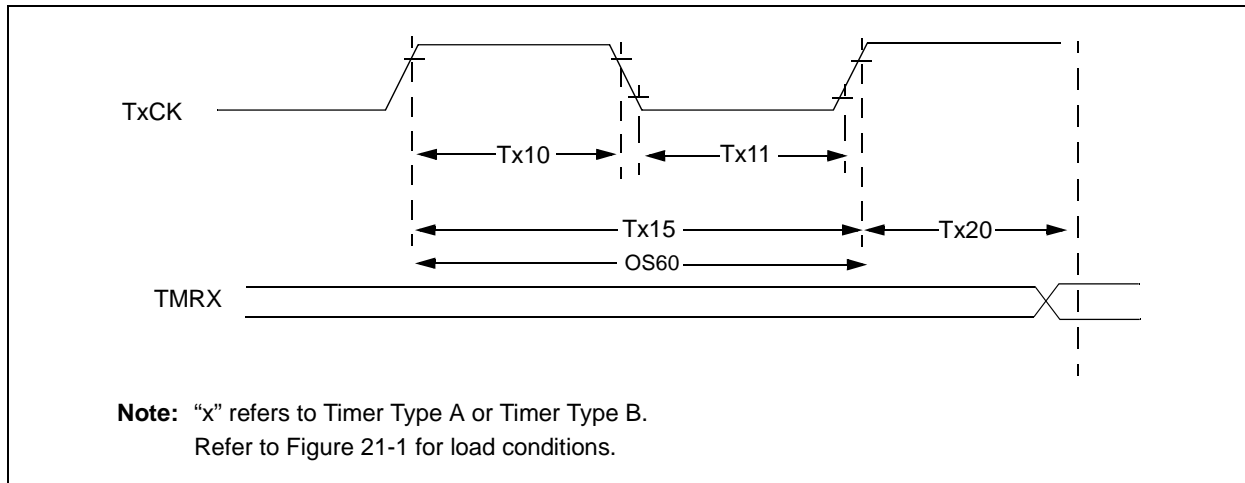 TxCK
Tx10
Tx11
Tx15
Tx20
OS60
TMRX
Note: “x” refers to Timer Type A or Timer Type B.
Refer to Figure 21-1 for load conditions.